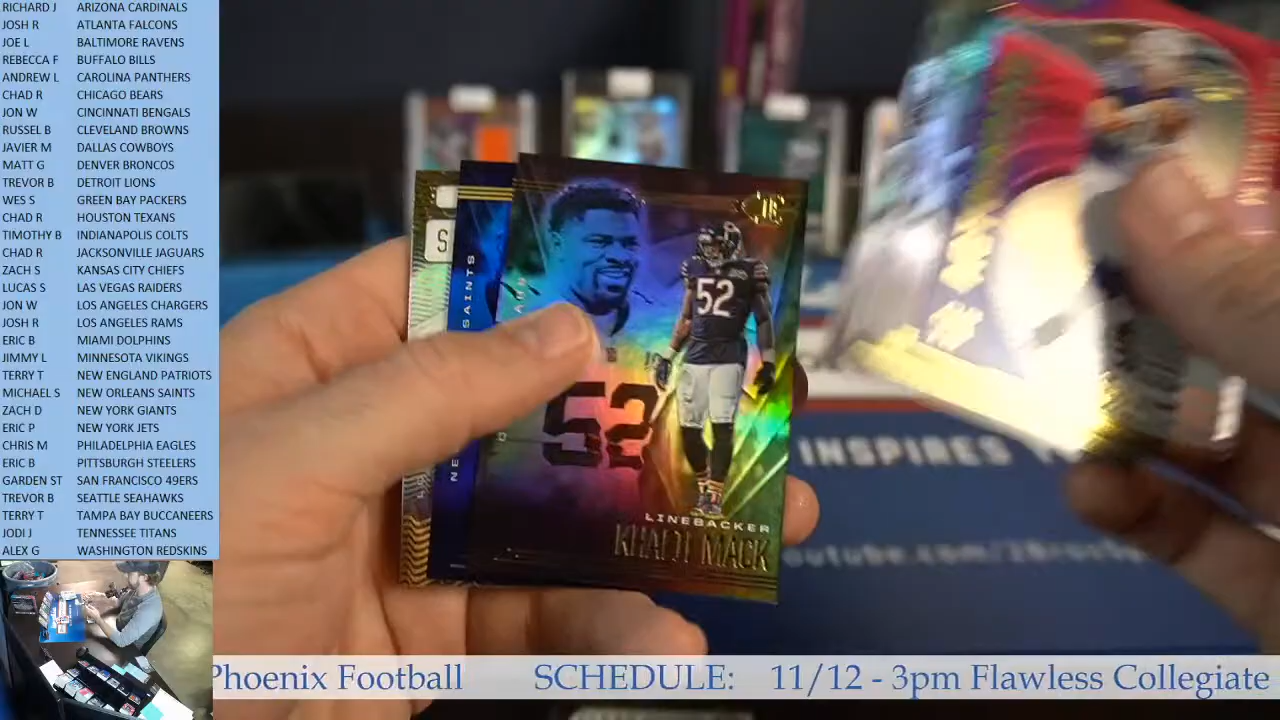 RICHARD J ARIZONA CARDINALS
JOSH R ATLANTA FALCONS
JOE L BALTIMORE RAVENS
REBECCA F BUFFALO BILLS
ANDREW L CAROLINA PANTHERS
CHAD R CHICAGO BEARS
JON W CINCINNATI BENGALS
RUSSEL B CLEVELAND BROWNS
JAVIER M DALLAS COWBOYS
MATT G DENVER BRONCOS
TREVOR B DETROIT LIONS
WES S GREEN BAY PACKERS
CHAD R HOUSTON TEXANS
TIMOTHY B INDIANAPOLIS COLTS
CHAD R JACKSONVILLE JAGUARS
ZACH S KANSAS CITY CHIEFS
LUCAS S LAS VEGAS RAIDERS
JON W LOS ANGELES CHARGERS
JOSH R LOS ANGELES RAMS
ERIC B MIAMI DOLPHINS
JIMMY L MINNESOTA VIKINGS
TERRY T NEW ENGLAND PATRIOTS
MICHAEL S NEW ORLEANS SAINTS
ZACH D NEW YORK GIANTS
ERIC P NEW YORK JETS
CHRIS M PHILADELPHIA EAGLES
ERIC B PITTSBURGH STEELERS
GARDEN ST SAN FRANCISCO 49ERS
TREVOR B SEATTLE SEAHAWKS
TERRY T TAMPA BAY BUCCANEERS
JODI J TENNESSEE TITANS
ALEX G WASHINGTON REDSKINS
S
SAINTS
NE
52
52
LINEBACKER
KHALIL MACK
INSPIRES
outube.com/
Phoenix Football SCHEDULE: 11/12 - 3pm Flawless Collegiate